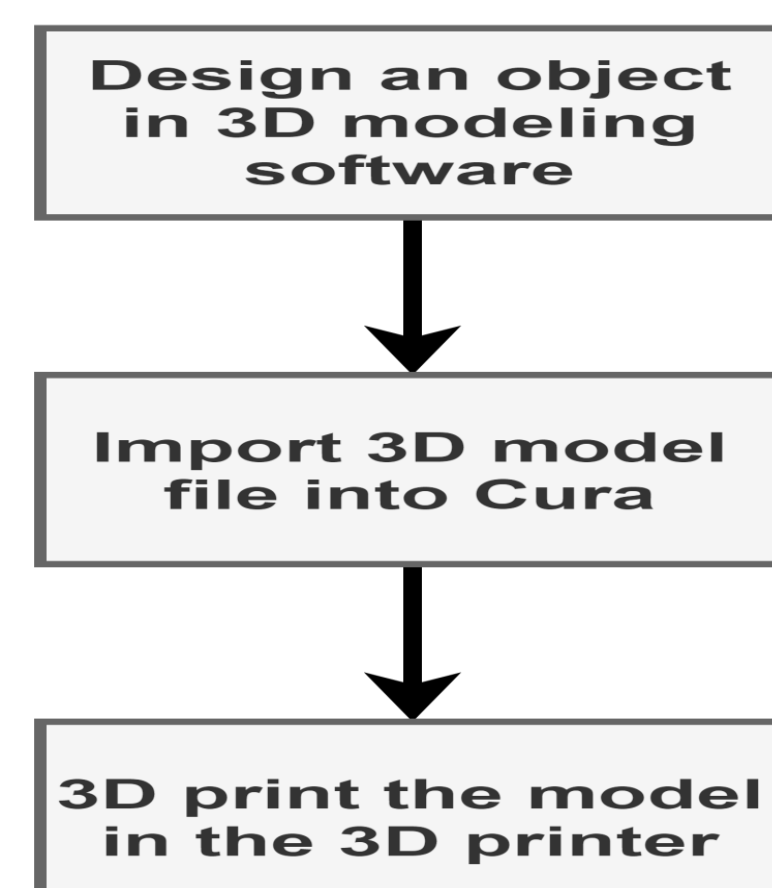 Design an object
in 3D modeling
software
Import 3D model
file into Cura
3D print the model
in the 3D printer